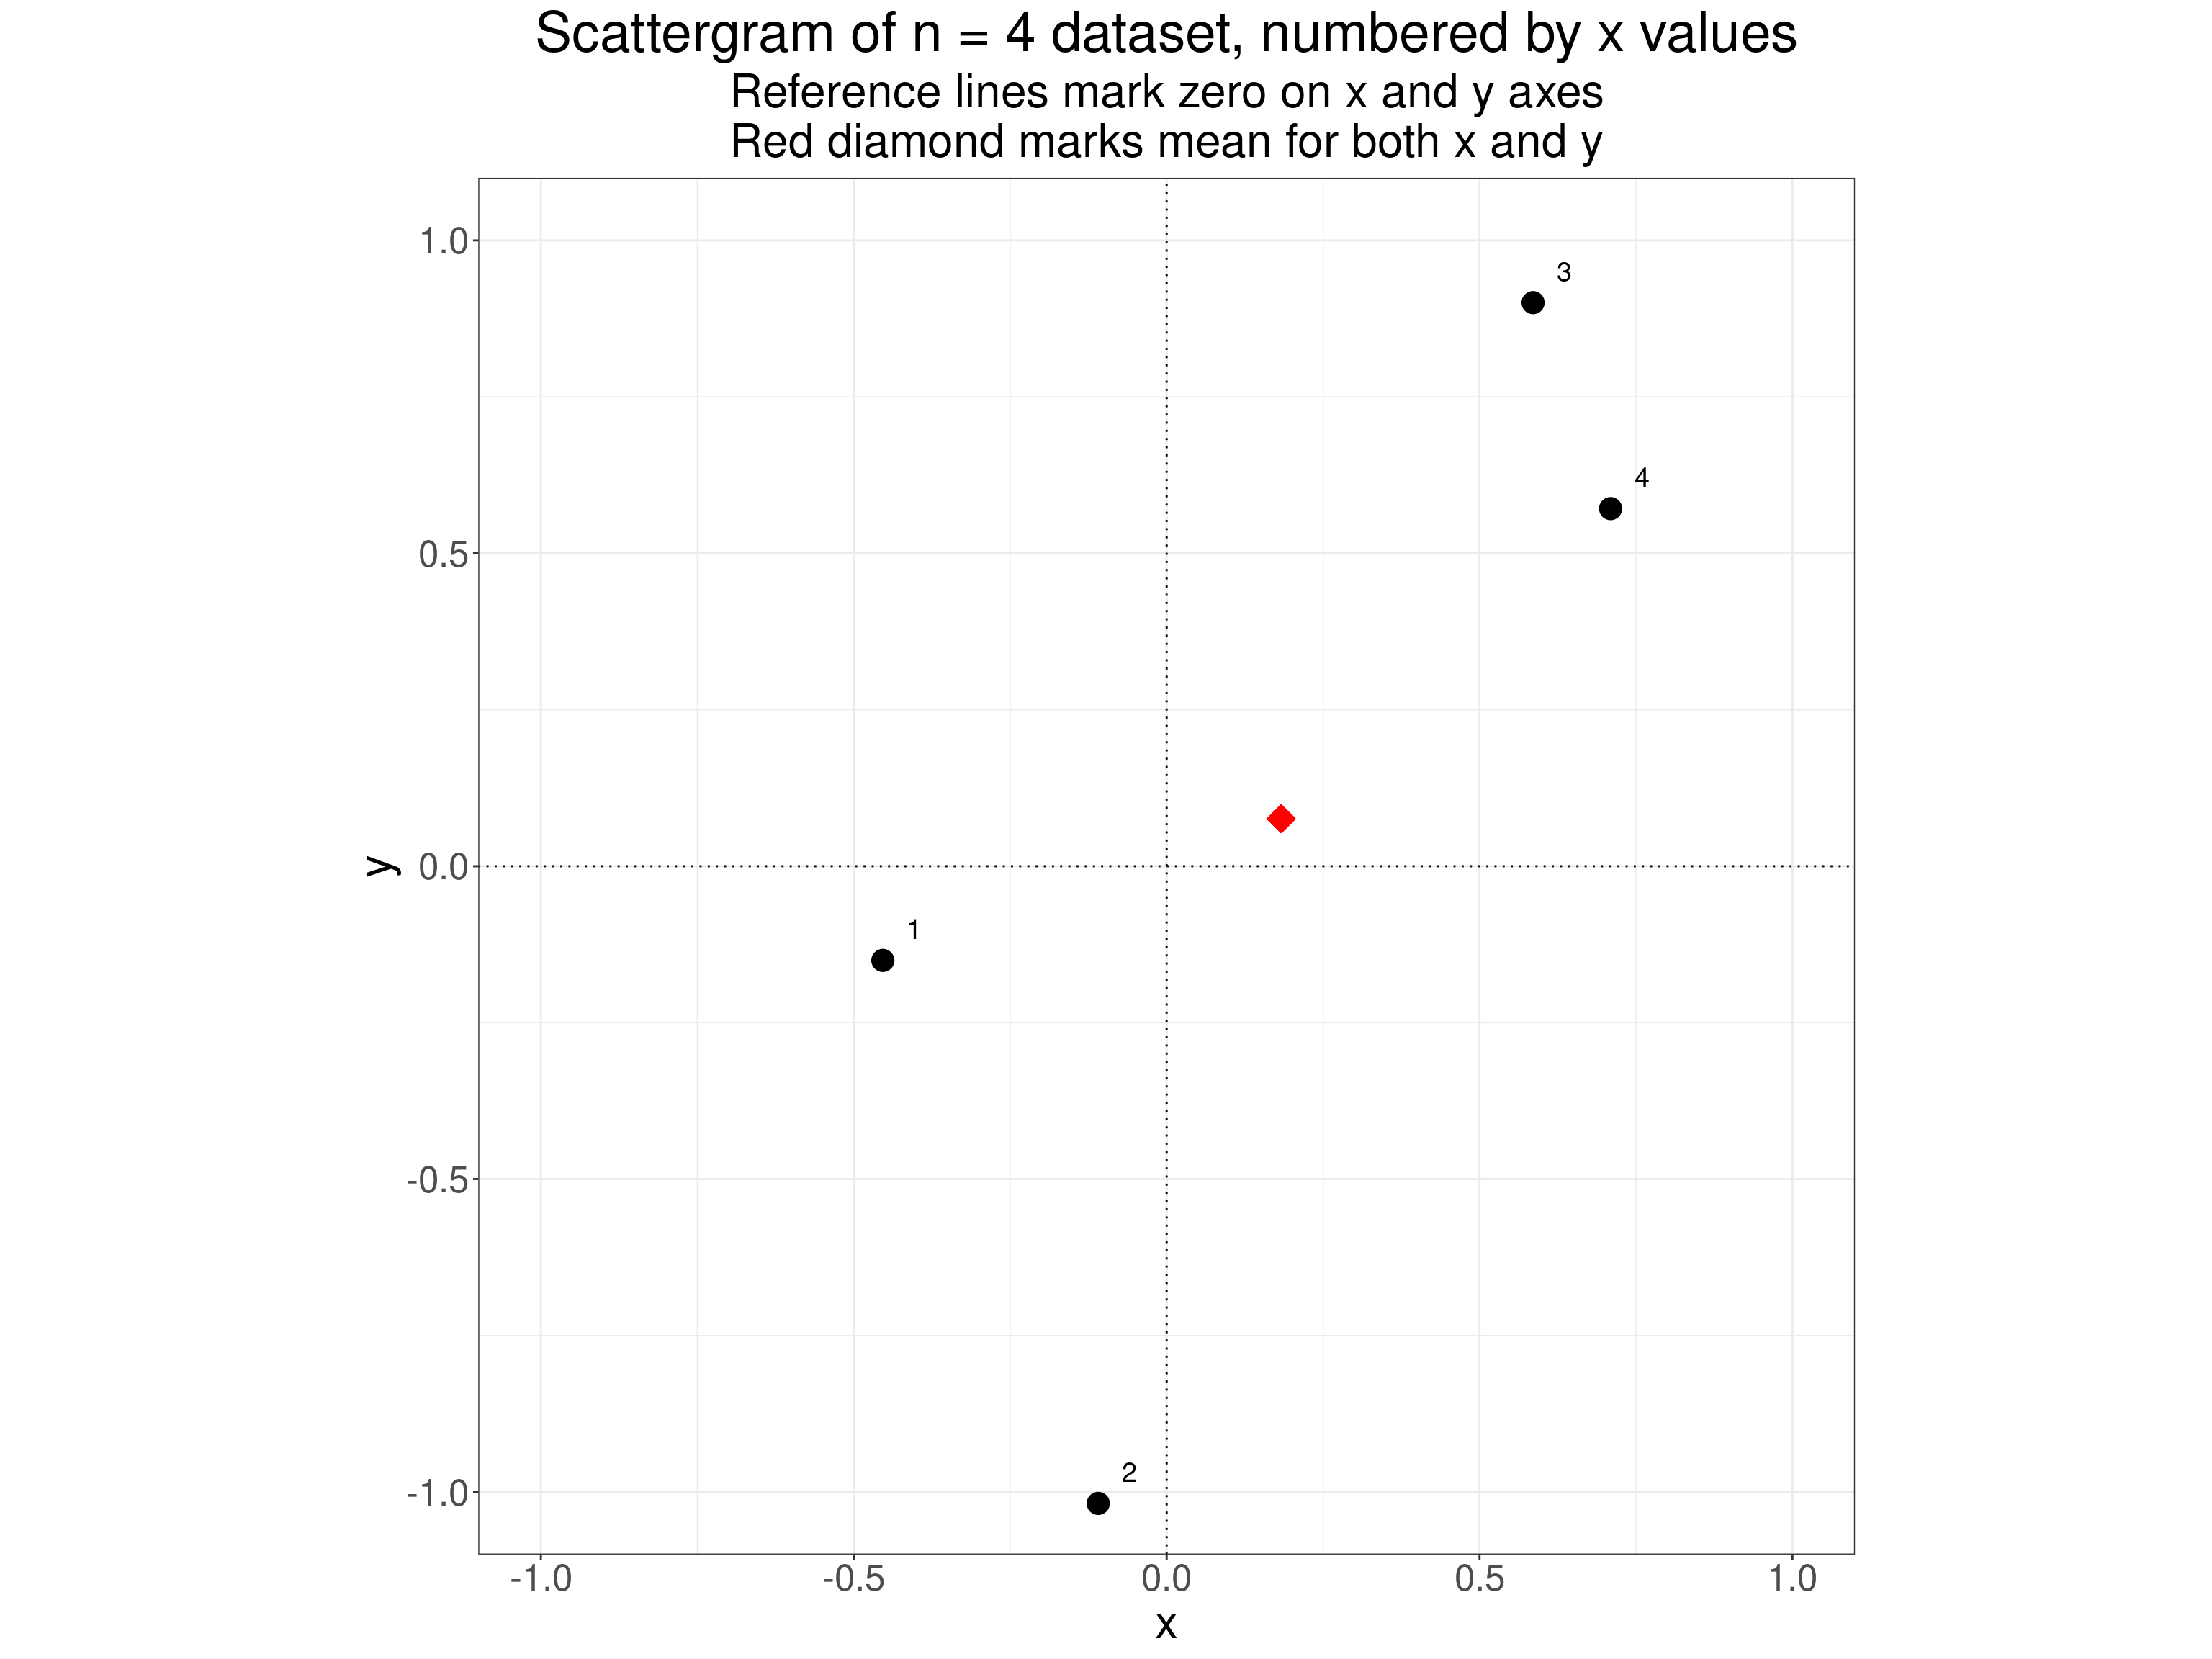 Scattergram of n = 4 dataset, numbered by x values
Reference lines mark zero on x and y axes
Red diamond marks mean for both x and y
1.0
3
4
0.5
y
0.0
1
-0.5
2
-1.0
-1.0 -0.5 0.0 0.5 1.0
x